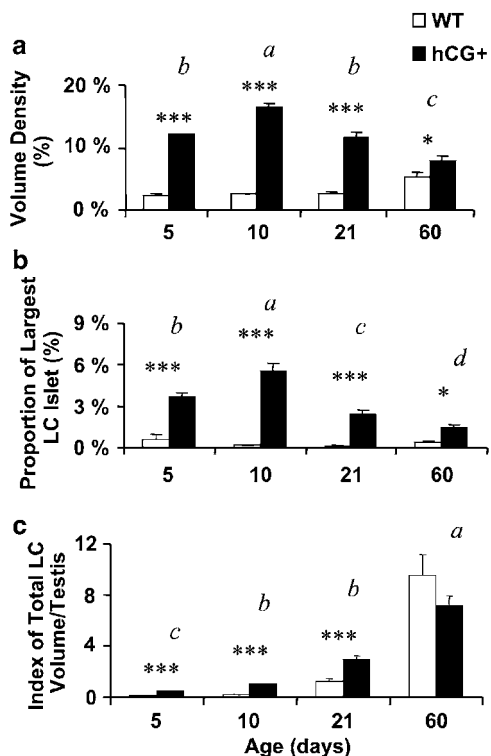 WT
hCG+
a
b a b c
20 %
10 %
0 %
*** *** *** *
Volume Density
(%)
5 10 21 60
b
b a c d
9 %
6 %
3 %
0 %
*** *** *** *
Proportion of Largest
LC Islet (%)
5 10 21 60
c
c b b a
12
8
4
0
*** *** ***
Index of Total LC
Volume/Testis
5 10 21 60
Age (days)